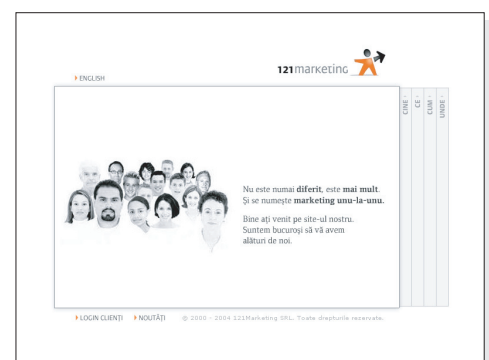 121marketing
ENGLISH
CINE
CE
CUM
UNDE
Nu este numai diferit, este mai mult.
Și se numește marketing unu-la-unu.
Bine ați venit pe site-ul nostru.
Suntem bucuroși să vă avem
alături de noi.
LOGIN CLIENȚI NOUTĂȚI © 2000 - 2004 121Marketing SRL. Toate drepturile rezervate.